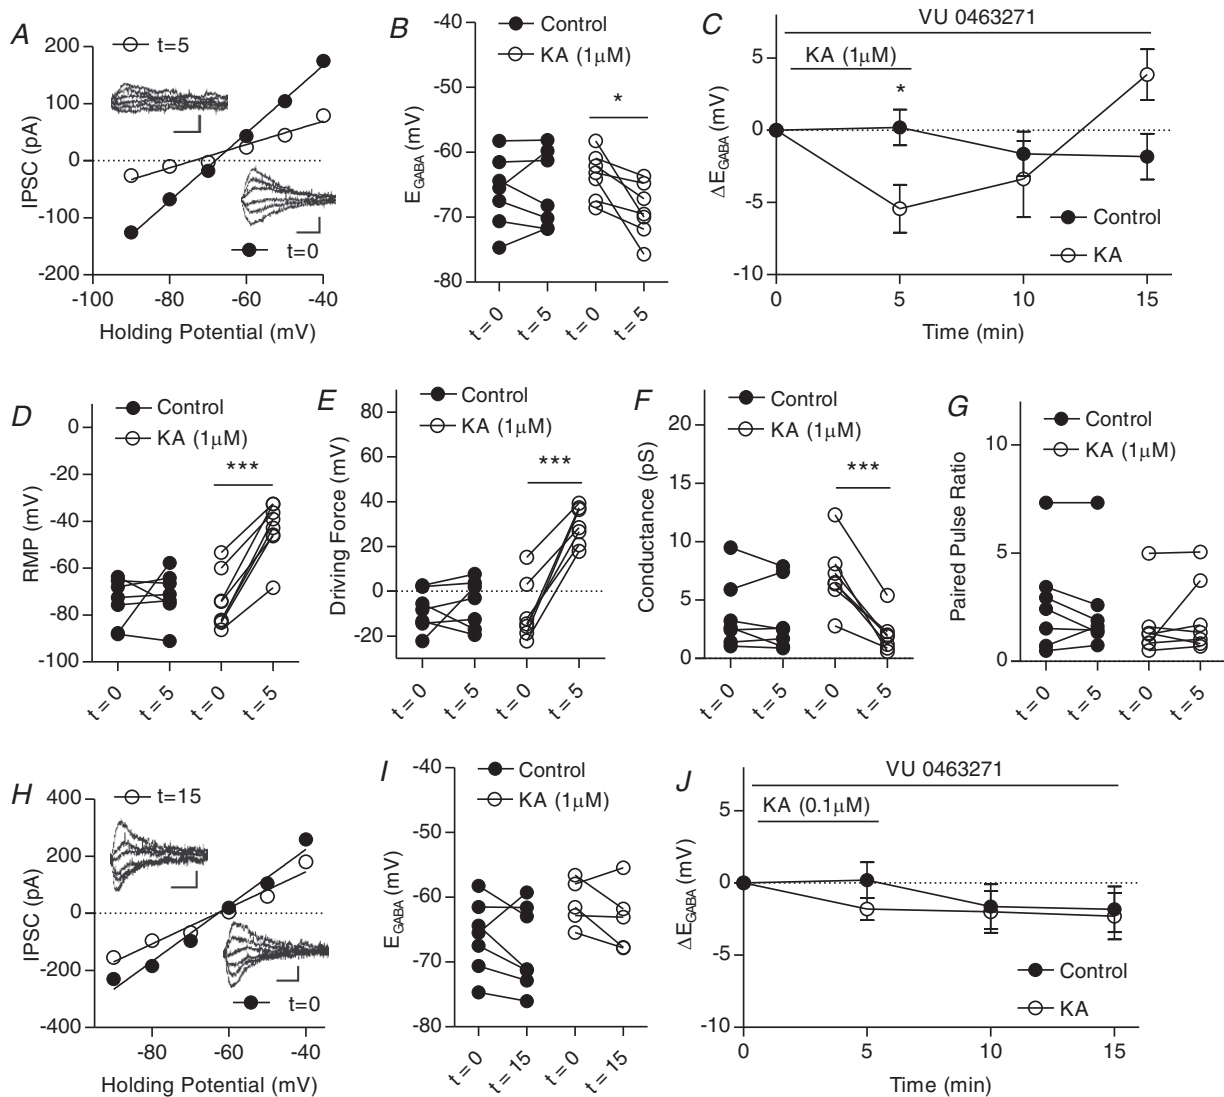 A
t=5
200
100
0
-100
-200
IPSC (pA)
t=0
-100
-80
-60
-40
Holding Potential (mV)
B
Control
KA (1µM)
*
-40
-50
-60
-70
-80
E_GABA (mV)
t = 0
t = 5
t = 0
t = 5
C
VU 0463271
KA (1µM)
*
5
0
-5
-10
ΔE_GABA (mV)
Control
KA
0
5
10
15
Time (min)
D
Control
KA (1µM)
***
0
-20
-40
-60
-80
-100
RMP (mV)
t = 0
t = 5
t = 0
t = 5
E
Control
KA (1µM)
***
80
60
40
20
0
-20
Driving Force (mV)
t = 0
t = 5
t = 0
t = 5
F
Control
KA (1µM)
***
20
15
10
5
0
Conductance (pS)
t = 0
t = 5
t = 0
t = 5
G
Control
KA (1µM)
10
5
0
Paired Pulse Ratio
t = 0
t = 5
t = 0
t = 5
H
t=15
400
200
0
-200
-400
IPSC (pA)
t=0
-80
-60
-40
Holding Potential (mV)
I
Control
KA (1µM)
-40
-50
-60
-70
-80
E_GABA (mV)
t = 0
t = 15
t = 0
t = 15
J
VU 0463271
KA (0.1µM)
5
0
-5
-10
ΔE_GABA (mV)
Control
KA
0
5
10
15
Time (min)